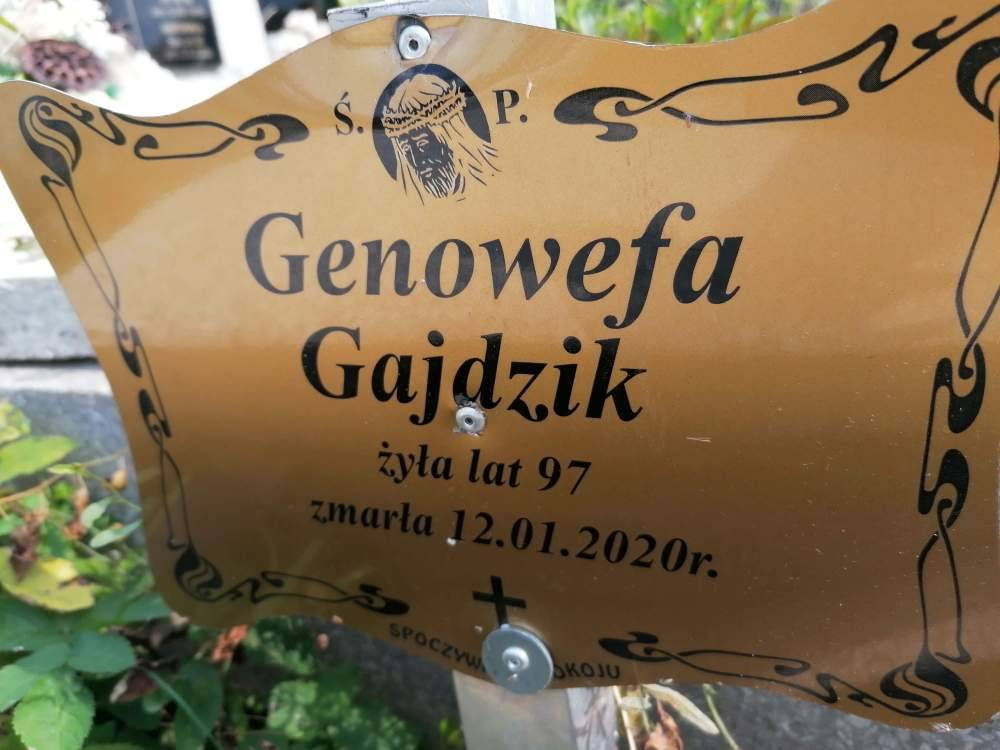 Ś. P.
Genowefa
Gajdzik
żyła lat 97
zmarła 12.01.2020r.